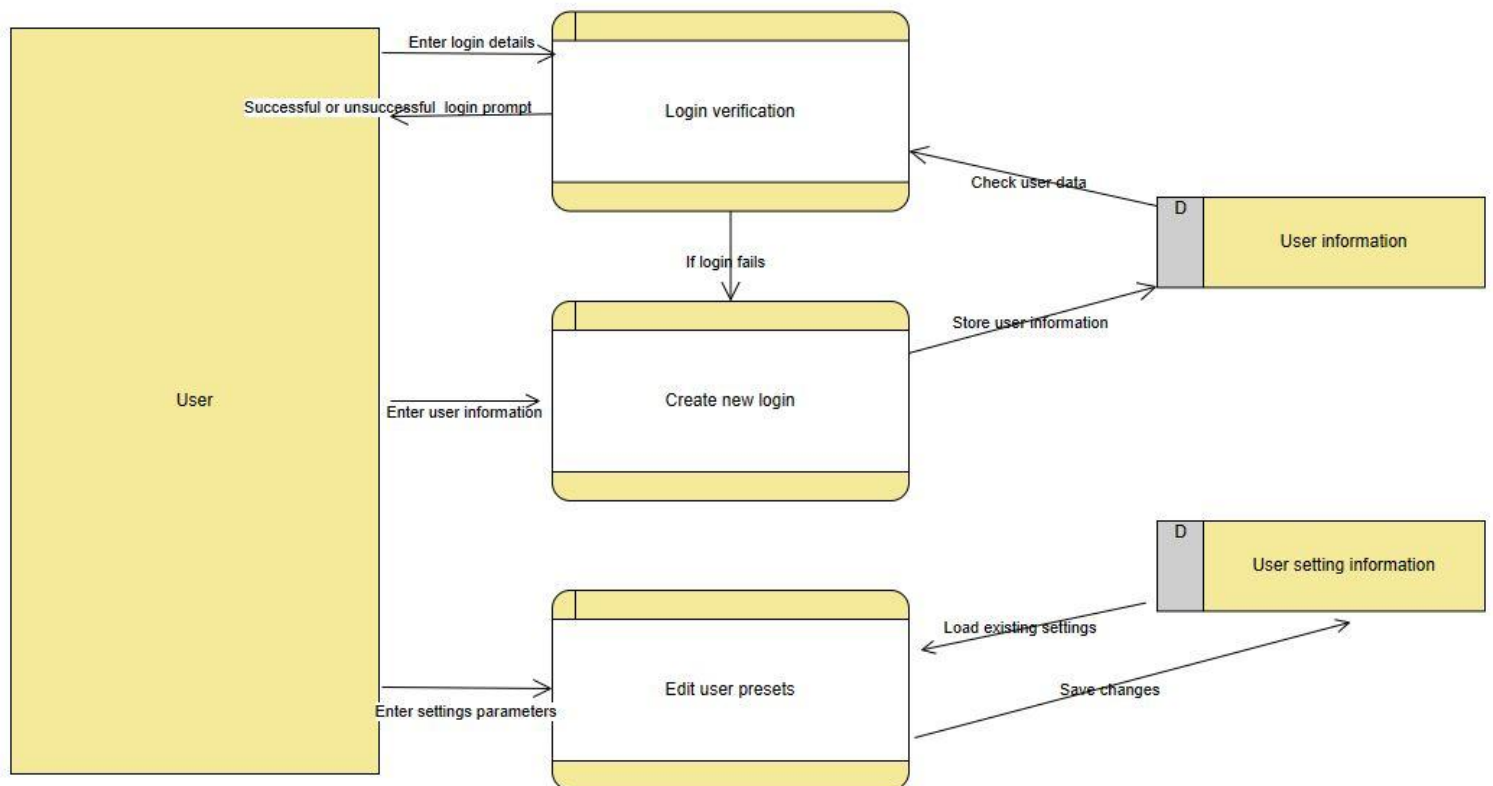 Enter login details
Successful or unsuccessful login prompt
Login verification
Check user data
D
User information
If login fails
Store user information
User
Enter user information
Create new login
D
User setting information
Load existing settings
Edit user presets
Save changes
Enter settings parameters